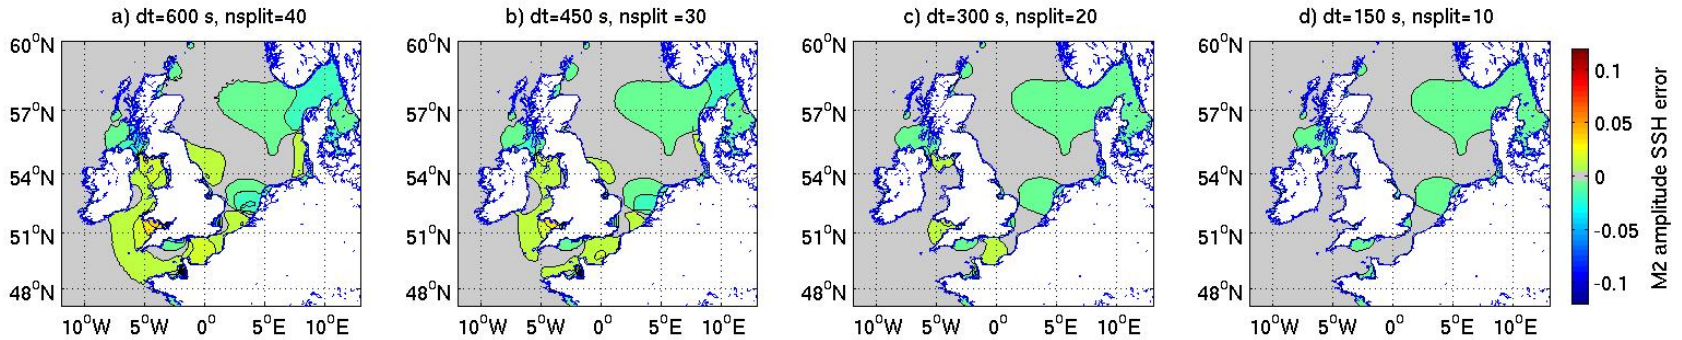 a) dt=600 s, nsplit=40
b) dt=450 s, nsplit =30
c) dt=300 s, nsplit=20
d) dt=150 s, nsplit=10
60°N
57°N
54°N
51°N
48°N
10°W 5°W 0° 5°E 10°E
60°N
57°N
54°N
51°N
48°N
10°W 5°W 0° 5°E 10°E
60°N
57°N
54°N
51°N
48°N
10°W 5°W 0° 5°E 10°E
60°N
57°N
54°N
51°N
48°N
10°W 5°W 0° 5°E 10°E
0.1
0.05
0
-0.05
-0.1
M2 amplitude SSH error